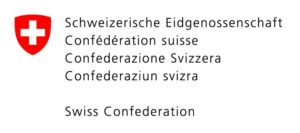 Schweizerische Eidgenossenschaft
Confédération suisse
Confederazione Svizzera
Confederaziun svizra
Swiss Confederation